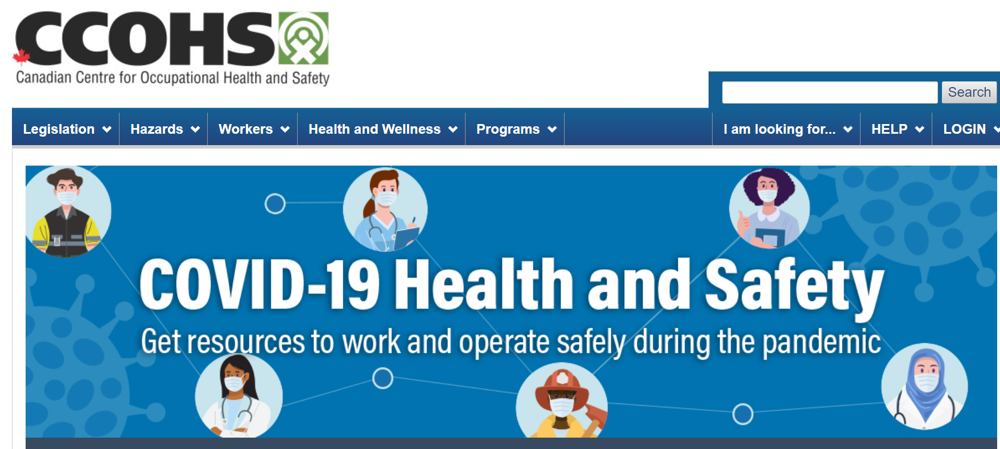 CCOHS
Canadian Centre for Occupational Health and Safety
Search
Legislation Hazards Workers Health and Wellness Programs I am looking for... HELP LOGIN
COVID-19 Health and Safety
Get resources to work and operate safely during the pandemic